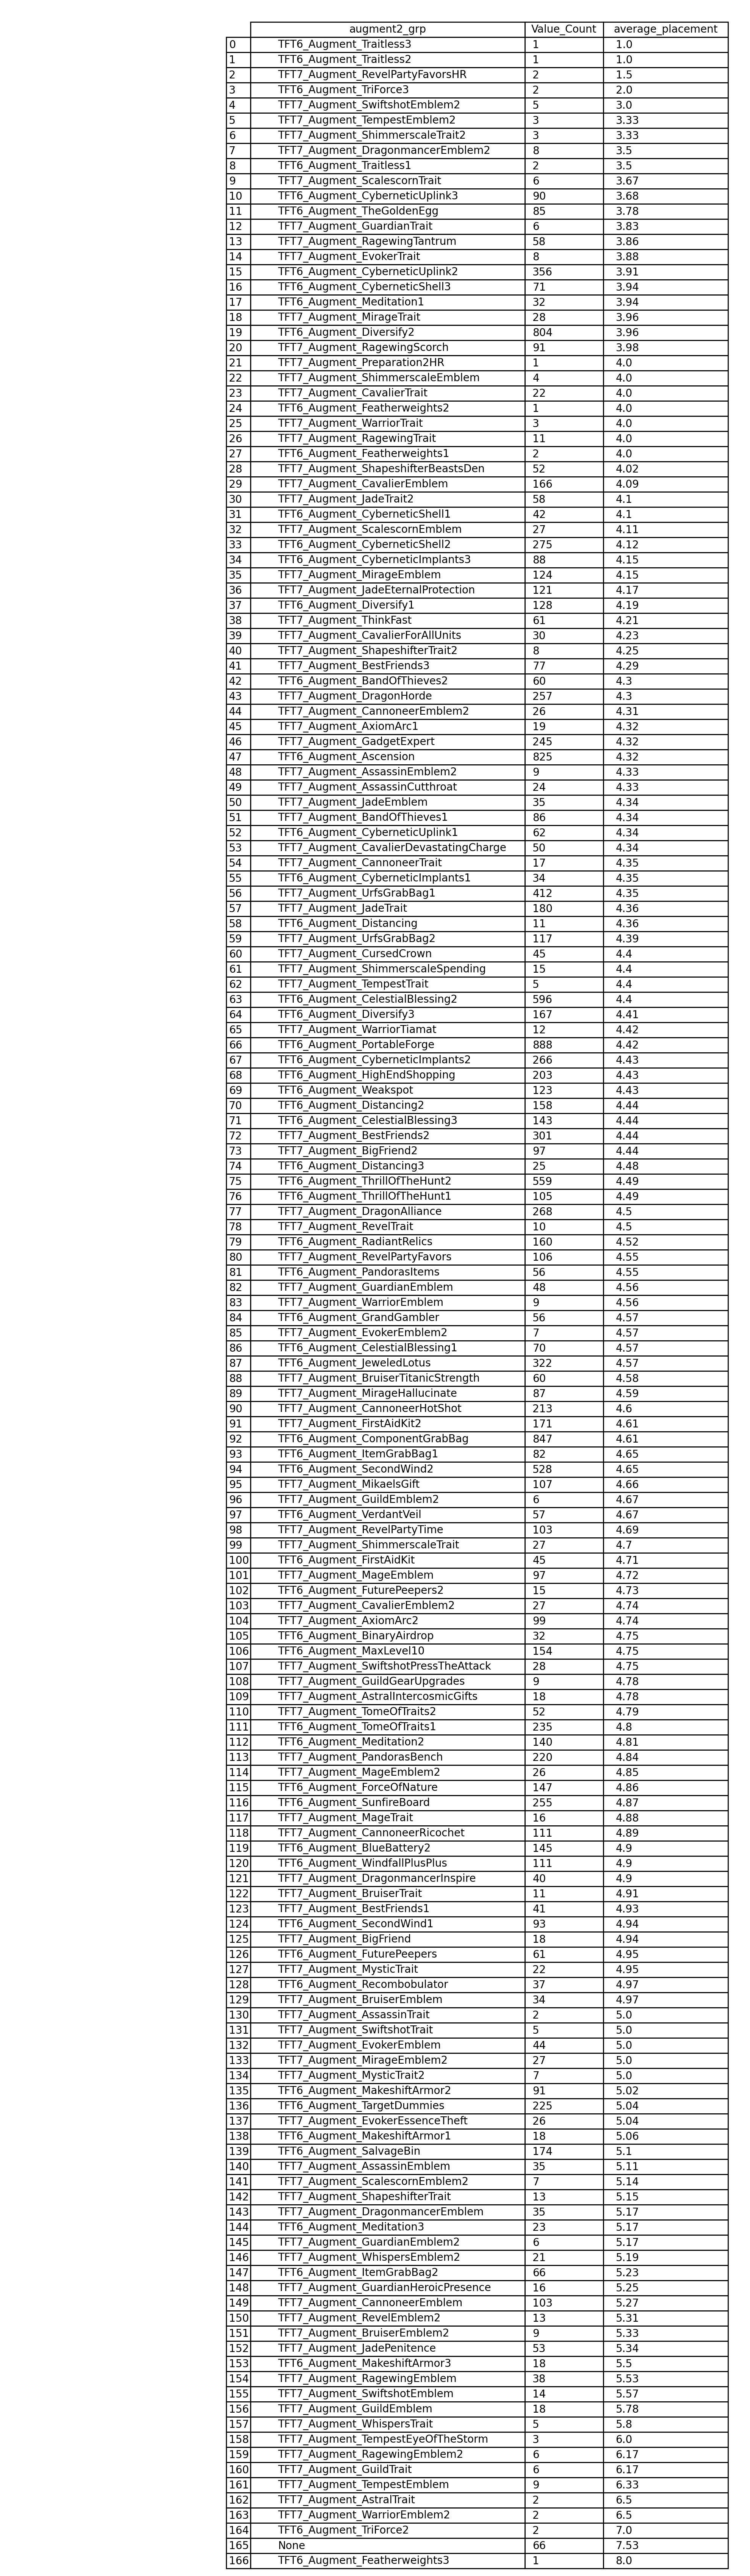 augment2_grp Value_Count average_placement
0 TFT6_Augment_Traitless3 1 1.0
1 TFT6_Augment_Traitless2 1 1.0
2 TFT7_Augment_RevelPartyFavorsHR 2 1.5
3 TFT6_Augment_TriForce3 2 2.0
4 TFT7_Augment_SwiftshotEmblem2 5 3.0
5 TFT7_Augment_TempestEmblem2 3 3.33
6 TFT7_Augment_ShimmerscaleTrait2 3 3.33
7 TFT7_Augment_DragonmancerEmblem2 8 3.5
8 TFT6_Augment_Traitless1 2 3.5
9 TFT7_Augment_ScalescornTrait 6 3.67
10 TFT6_Augment_CyberneticUplink3 90 3.68
11 TFT6_Augment_TheGoldenEgg 85 3.78
12 TFT7_Augment_GuardianTrait 6 3.83
13 TFT7_Augment_RagewingTantrum 58 3.86
14 TFT7_Augment_EvokerTrait 8 3.88
15 TFT6_Augment_CyberneticUplink2 356 3.91
16 TFT6_Augment_CyberneticShell3 71 3.94
17 TFT6_Augment_Meditation1 32 3.94
18 TFT7_Augment_MirageTrait 28 3.96
19 TFT6_Augment_Diversify2 804 3.96
20 TFT7_Augment_RagewingScorch 91 3.98
21 TFT7_Augment_Preparation2HR 1 4.0
22 TFT7_Augment_ShimmerscaleEmblem 4 4.0
23 TFT7_Augment_CavalierTrait 22 4.0
24 TFT6_Augment_Featherweights2 1 4.0
25 TFT7_Augment_WarriorTrait 3 4.0
26 TFT7_Augment_RagewingTrait 11 4.0
27 TFT6_Augment_Featherweights1 2 4.0
28 TFT7_Augment_ShapeshifterBeastsDen 52 4.02
29 TFT7_Augment_CavalierEmblem 166 4.09
30 TFT7_Augment_JadeTrait2 58 4.1
31 TFT6_Augment_CyberneticShell1 42 4.1
32 TFT7_Augment_ScalescornEmblem 27 4.11
33 TFT6_Augment_CyberneticShell2 275 4.12
34 TFT6_Augment_CyberneticImplants3 88 4.15
35 TFT7_Augment_MirageEmblem 124 4.15
36 TFT7_Augment_JadeEternalProtection 121 4.17
37 TFT6_Augment_Diversify1 128 4.19
38 TFT7_Augment_ThinkFast 61 4.21
39 TFT7_Augment_CavalierForAllUnits 30 4.23
40 TFT7_Augment_ShapeshifterTrait2 8 4.25
41 TFT7_Augment_BestFriends3 77 4.29
42 TFT6_Augment_BandOfThieves2 60 4.3
43 TFT7_Augment_DragonHorde 257 4.3
44 TFT7_Augment_CannoneerEmblem2 26 4.31
45 TFT7_Augment_AxiomArc1 19 4.32
46 TFT7_Augment_GadgetExpert 245 4.32
47 TFT6_Augment_Ascension 825 4.32
48 TFT7_Augment_AssassinEmblem2 9 4.33
49 TFT7_Augment_AssassinCutthroat 24 4.33
50 TFT7_Augment_JadeEmblem 35 4.34
51 TFT7_Augment_BandOfThieves1 86 4.34
52 TFT6_Augment_CyberneticUplink1 62 4.34
53 TFT7_Augment_CavalierDevastatingCharge 50 4.34
54 TFT7_Augment_CannoneerTrait 17 4.35
55 TFT6_Augment_CyberneticImplants1 34 4.35
56 TFT7_Augment_UrfsGrabBag1 412 4.35
57 TFT7_Augment_JadeTrait 180 4.36
58 TFT6_Augment_Distancing 11 4.36
59 TFT7_Augment_UrfsGrabBag2 117 4.39
60 TFT7_Augment_CursedCrown 45 4.4
61 TFT7_Augment_ShimmerscaleSpending 15 4.4
62 TFT7_Augment_TempestTrait 5 4.4
63 TFT6_Augment_CelestialBlessing2 596 4.4
64 TFT6_Augment_Diversify3 167 4.41
65 TFT7_Augment_WarriorTiamat 12 4.42
66 TFT6_Augment_PortableForge 888 4.42
67 TFT6_Augment_CyberneticImplants2 266 4.43
68 TFT6_Augment_HighEndShopping 203 4.43
69 TFT6_Augment_Weakspot 123 4.43
70 TFT6_Augment_Distancing2 158 4.44
71 TFT6_Augment_CelestialBlessing3 143 4.44
72 TFT7_Augment_BestFriends2 301 4.44
73 TFT7_Augment_BigFriend2 97 4.44
74 TFT6_Augment_Distancing3 25 4.48
75 TFT6_Augment_ThrillOfTheHunt2 559 4.49
76 TFT6_Augment_ThrillOfTheHunt1 105 4.49
77 TFT7_Augment_DragonAlliance 268 4.5
78 TFT7_Augment_RevelTrait 10 4.5
79 TFT6_Augment_RadiantRelics 160 4.52
80 TFT7_Augment_RevelPartyFavors 106 4.55
81 TFT6_Augment_PandorasItems 56 4.55
82 TFT7_Augment_GuardianEmblem 48 4.56
83 TFT7_Augment_WarriorEmblem 9 4.56
84 TFT6_Augment_GrandGambler 56 4.57
85 TFT7_Augment_EvokerEmblem2 7 4.57
86 TFT6_Augment_CelestialBlessing1 70 4.57
87 TFT6_Augment_JeweledLotus 322 4.57
88 TFT7_Augment_BruiserTitanicStrength 60 4.58
89 TFT7_Augment_MirageHallucinate 87 4.59
90 TFT7_Augment_CannoneerHotShot 213 4.6
91 TFT7_Augment_FirstAidKit2 171 4.61
92 TFT6_Augment_ComponentGrabBag 847 4.61
93 TFT6_Augment_ItemGrabBag1 82 4.65
94 TFT6_Augment_SecondWind2 528 4.65
95 TFT7_Augment_MikaelsGift 107 4.66
96 TFT7_Augment_GuildEmblem2 6 4.67
97 TFT6_Augment_VerdantVeil 57 4.67
98 TFT7_Augment_RevelPartyTime 103 4.69
99 TFT7_Augment_ShimmerscaleTrait 27 4.7
100 TFT6_Augment_FirstAidKit 45 4.71
101 TFT7_Augment_MageEmblem 97 4.72
102 TFT6_Augment_FuturePeepers2 15 4.73
103 TFT7_Augment_CavalierEmblem2 27 4.74
104 TFT7_Augment_AxiomArc2 99 4.74
105 TFT6_Augment_BinaryAirdrop 32 4.75
106 TFT6_Augment_MaxLevel10 154 4.75
107 TFT7_Augment_SwiftshotPressTheAttack 28 4.75
108 TFT7_Augment_GuildGearUpgrades 9 4.78
109 TFT7_Augment_AstralIntercosmicGifts 18 4.78
110 TFT7_Augment_TomeOfTraits2 52 4.79
111 TFT6_Augment_TomeOfTraits1 235 4.8
112 TFT6_Augment_Meditation2 140 4.81
113 TFT7_Augment_PandorasBench 220 4.84
114 TFT7_Augment_MageEmblem2 26 4.85
115 TFT6_Augment_ForceOfNature 147 4.86
116 TFT6_Augment_SunfireBoard 255 4.87
117 TFT7_Augment_MageTrait 16 4.88
118 TFT7_Augment_CannoneerRicochet 111 4.89
119 TFT6_Augment_BlueBattery2 145 4.9
120 TFT6_Augment_WindfallPlusPlus 111 4.9
121 TFT7_Augment_DragonmancerInspire 40 4.9
122 TFT7_Augment_BruiserTrait 11 4.91
123 TFT7_Augment_BestFriends1 41 4.93
124 TFT6_Augment_SecondWind1 93 4.94
125 TFT7_Augment_BigFriend 18 4.94
126 TFT6_Augment_FuturePeepers 61 4.95
127 TFT7_Augment_MysticTrait 22 4.95
128 TFT6_Augment_Recombobulator 37 4.97
129 TFT7_Augment_BruiserEmblem 34 4.97
130 TFT7_Augment_AssassinTrait 2 5.0
131 TFT7_Augment_SwiftshotTrait 5 5.0
132 TFT7_Augment_EvokerEmblem 44 5.0
133 TFT7_Augment_MirageEmblem2 27 5.0
134 TFT7_Augment_MysticTrait2 7 5.0
135 TFT6_Augment_MakeshiftArmor2 91 5.02
136 TFT6_Augment_TargetDummies 225 5.04
137 TFT7_Augment_EvokerEssenceTheft 26 5.04
138 TFT6_Augment_MakeshiftArmor1 18 5.06
139 TFT6_Augment_SalvageBin 174 5.1
140 TFT7_Augment_AssassinEmblem 35 5.11
141 TFT7_Augment_ScalescornEmblem2 7 5.14
142 TFT7_Augment_ShapeshifterTrait 13 5.15
143 TFT7_Augment_DragonmancerEmblem 35 5.17
144 TFT6_Augment_Meditation3 23 5.17
145 TFT7_Augment_GuardianEmblem2 6 5.17
146 TFT7_Augment_WhispersEmblem2 21 5.19
147 TFT6_Augment_ItemGrabBag2 66 5.23
148 TFT7_Augment_GuardianHeroicPresence 16 5.25
149 TFT7_Augment_CannoneerEmblem 103 5.27
150 TFT7_Augment_RevelEmblem2 13 5.31
151 TFT7_Augment_BruiserEmblem2 9 5.33
152 TFT7_Augment_JadePenitence 53 5.34
153 TFT6_Augment_MakeshiftArmor3 18 5.5
154 TFT7_Augment_RagewingEmblem 38 5.53
155 TFT7_Augment_SwiftshotEmblem 14 5.57
156 TFT7_Augment_GuildEmblem 18 5.78
157 TFT7_Augment_WhispersTrait 5 5.8
158 TFT7_Augment_TempestEyeOfTheStorm 3 6.0
159 TFT7_Augment_RagewingEmblem2 6 6.17
160 TFT7_Augment_GuildTrait 6 6.17
161 TFT7_Augment_TempestEmblem 9 6.33
162 TFT7_Augment_AstralTrait 2 6.5
163 TFT7_Augment_WarriorEmblem2 2 6.5
164 TFT6_Augment_TriForce2 2 7.0
165 None 66 7.53
166 TFT6_Augment_Featherweights3 1 8.0